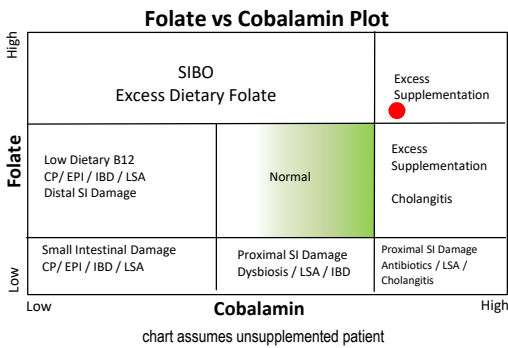 Folate vs Cobalamin Plot
High
Folate
Low
SIBO
Excess Dietary Folate
Excess
Supplementation
Low Dietary B12
CP/ EPI / IBD / LSA
Distal SI Damage
Normal
Excess
Supplementation
Cholangitis
Small Intestinal Damage
CP/ EPI / IBD / LSA
Proximal SI Damage
Dysbiosis / LSA / IBD
Proximal SI Damage
Antibiotics / LSA /
Cholangitis
Low
Cobalamin
High
chart assumes unsupplemented patient